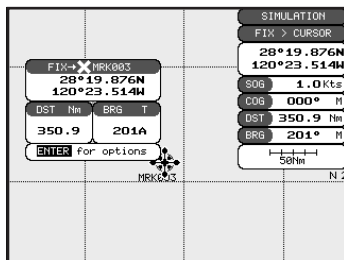 FIX→✕MRK003
28°19.876N
120°23.514W
DST Nm BRG T
350.9 201A
ENTER for options
MRK003
SIMULATION
FIX > CURSOR
28°19.876N
120°23.514W
SOG 1.0Kts
COG 000° M
DST 350.9 Nm
BRG 201° M
50Nm
N 2